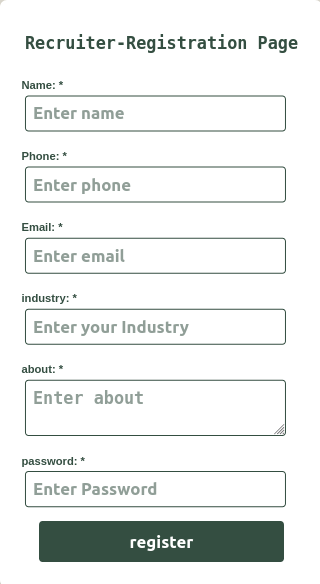 Recruiter-Registration Page
Name: *
Enter name
Phone: *
Enter phone
Email: *
Enter email
industry: *
Enter your Industry
about: *
Enter about
password: *
Enter Password
register